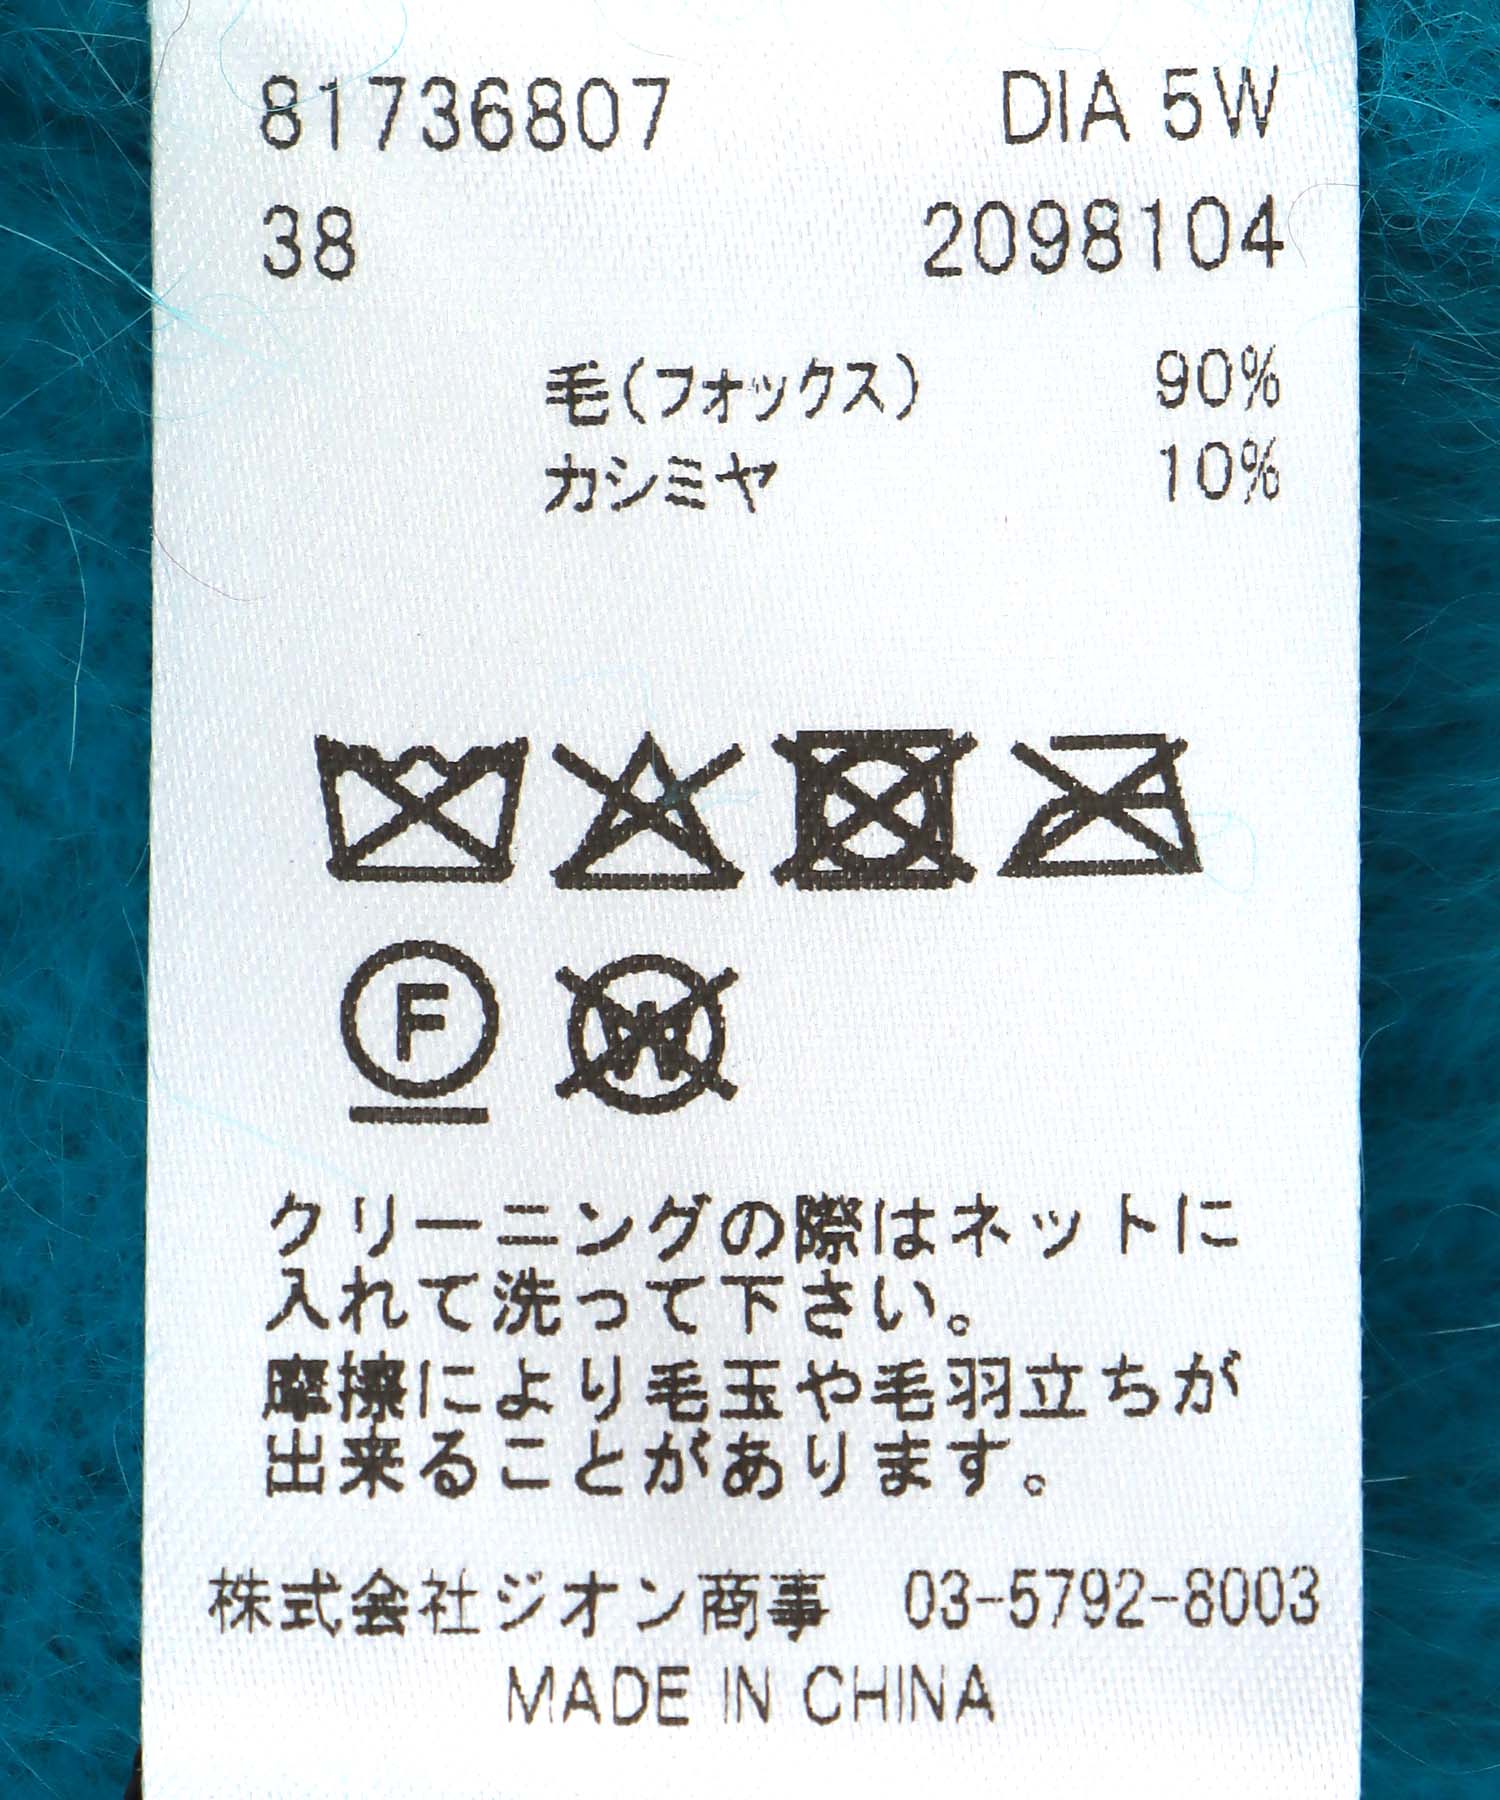 81736807 DIA 5W
38 2098104
毛(フォックス) 90%
カシミヤ 10%
F
W
クリーニングの際はネットに
入れて洗って下さい。
摩擦により毛玉や毛羽立ちが
出来ることがあります。
株式会社ジオン商事 03-5792-8003
MADE IN CHINA